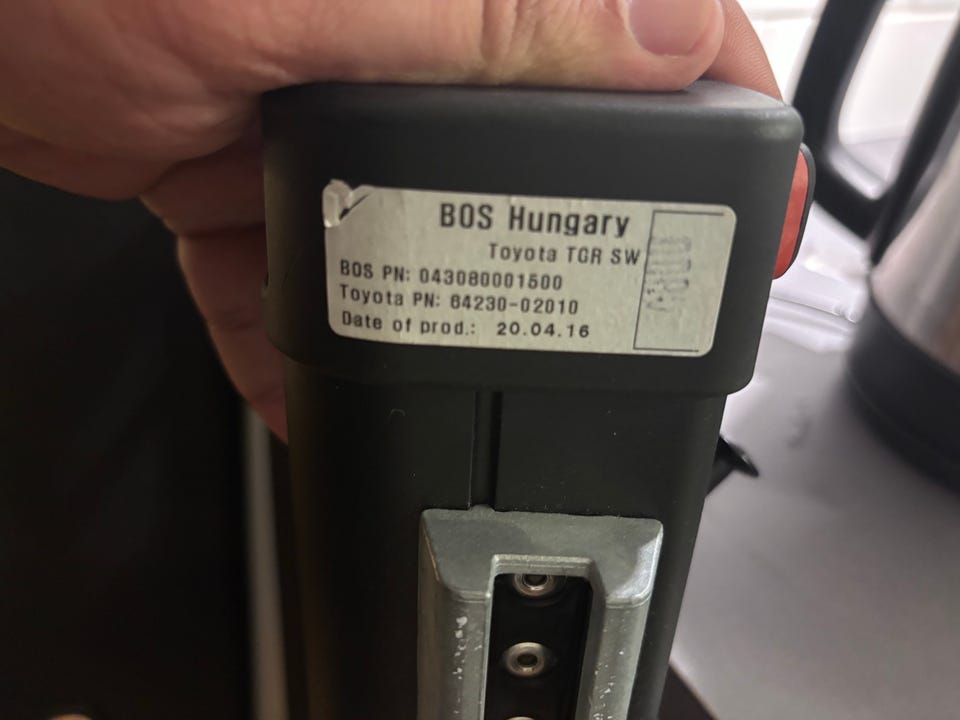 BOS Hungary
Toyota TGR SW
BOS PN: 043080001500
Toyota PN: 64230-02010
Date of prod.: 20.04.16